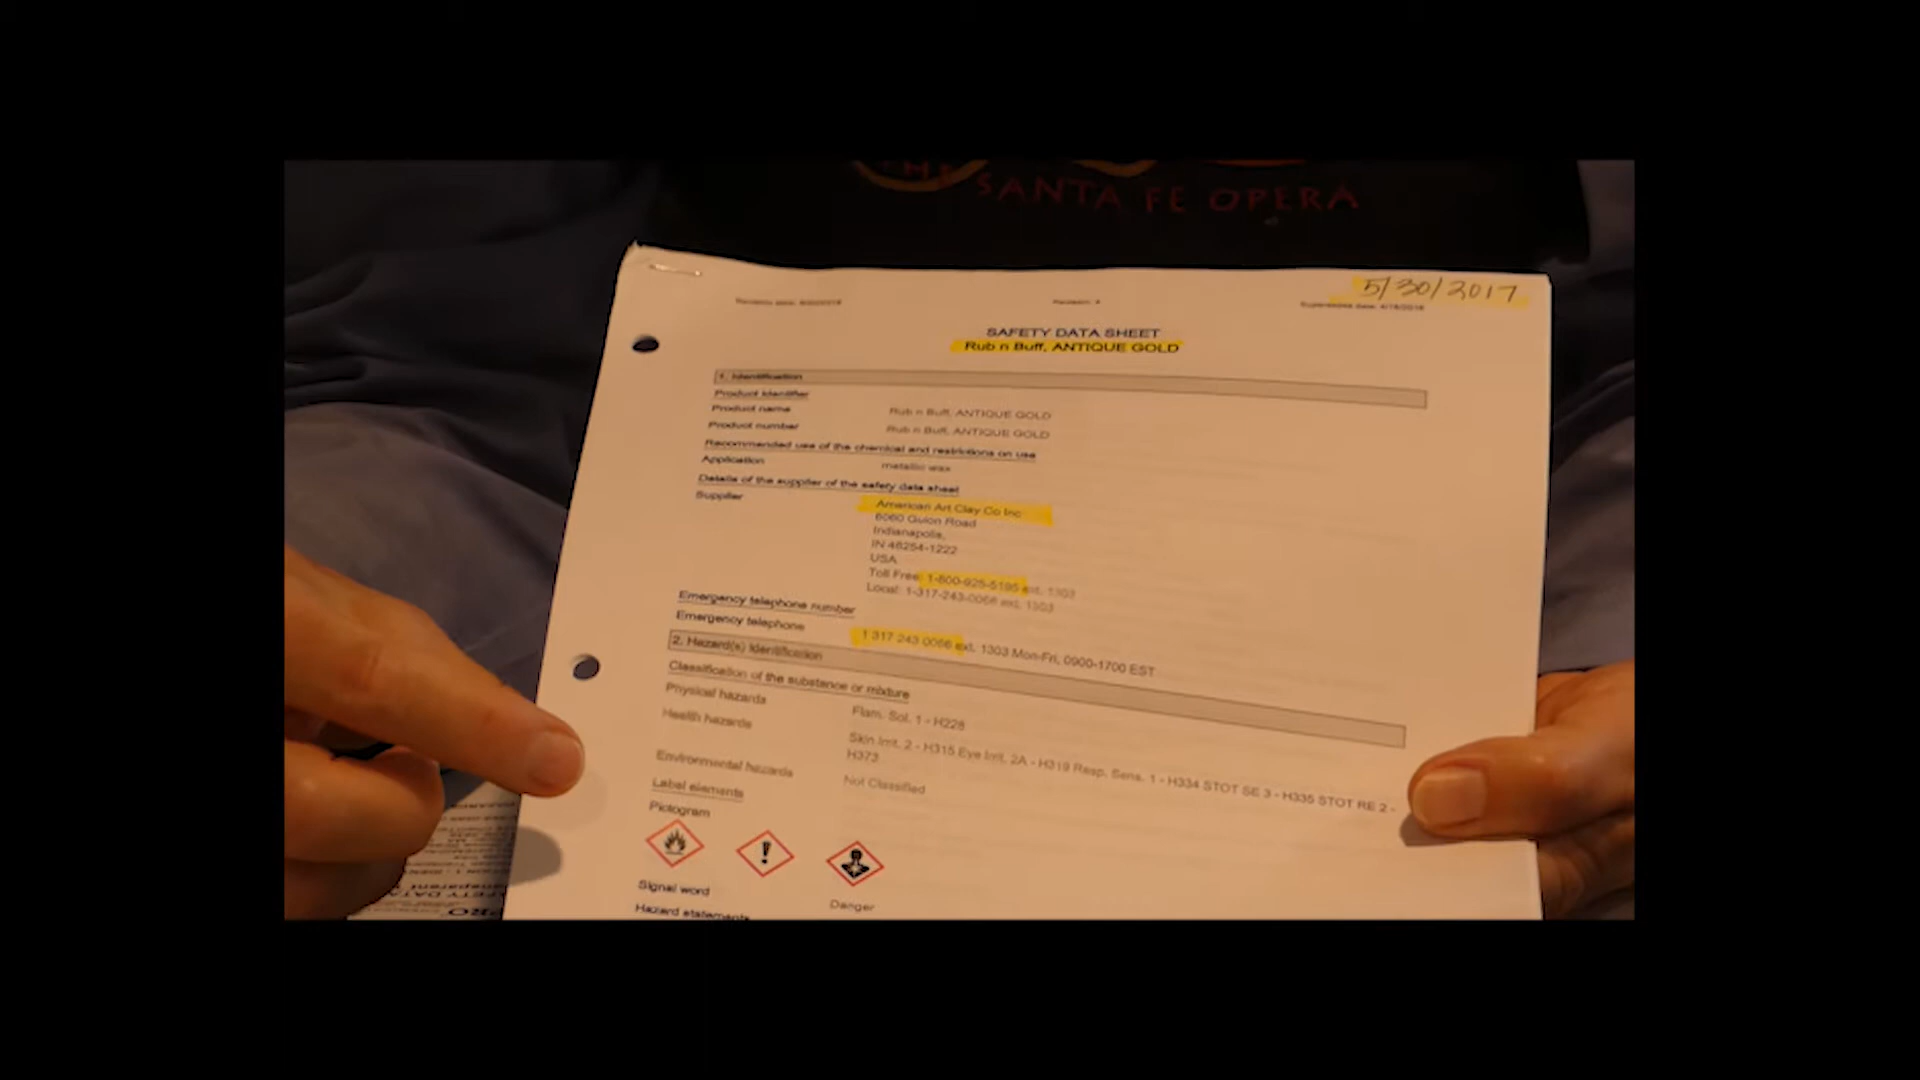 THE SANTA FE OPERA
5/30/2017
SAFETY DATA SHEET
Rub n Buff, ANTIQUE GOLD
1. Identification
Product identifier
Product name Rub n Buff, ANTIQUE GOLD
Product number Rub n Buff, ANTIQUE GOLD
Recommended use of the chemical and restrictions on use
Application metallic wax
Details of the supplier of the safety data sheet
Supplier American Art Clay Co Inc
6060 Guion Road
Indianapolis,
IN 46254-1222
USA
Toll Free: 1-800-925-5195 ext. 1303
Local: 1-317-243-0066 ext. 1303
Emergency telephone number
Emergency telephone 1 317 243 0066 ext. 1303 Mon-Fri, 0900-1700 EST
2. Hazard(s) Identification
Classification of the substance or mixture
Physical hazards Flam. Sol. 1 - H228
Health hazards Skin Irrit. 2 - H315 Eye Irrit. 2A - H319 Resp. Sens. 1 - H334 STOT SE 3 - H335 STOT RE 2 -
H373
Environmental hazards Not Classified
Label elements
Pictogram
Signal word Danger
Hazard statements